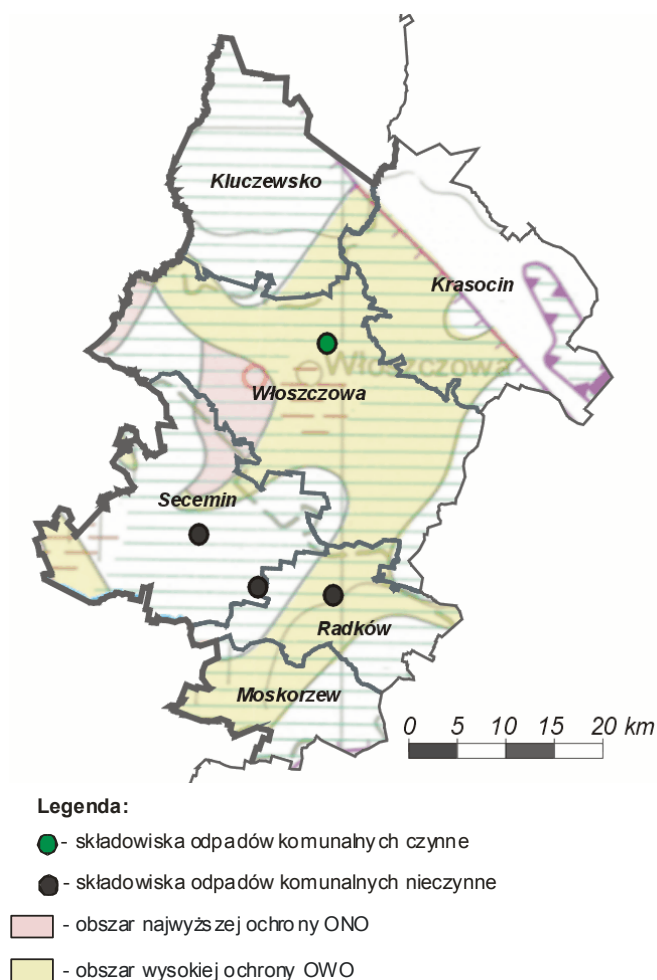 Kluczewsko
Krasocin
Włoszczowa
Włoszczowa
Secemin
Radków
Moskorzew
0 5 10 15 20 km
Legenda:
- składowiska odpadów komunalnych czynne
- składowiska odpadów komunalnych nieczynne
- obszar najwyższej ochrony ONO
- obszar wysokiej ochrony OWO